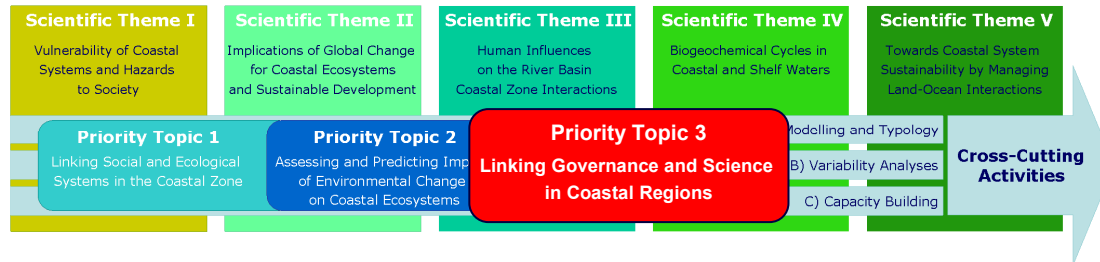 Scientific Theme I
Vulnerability of Coastal
Systems and Hazards
to Society
Scientific Theme II
Implications of Global Change
for Coastal Ecosystems
and Sustainable Development
Scientific Theme III
Human Influences
on the River Basin
Coastal Zone Interactions
Scientific Theme IV
Biogeochemical Cycles in
Coastal and Shelf Waters
Scientific Theme V
Towards Coastal System
Sustainability by Managing
Land-Ocean Interactions
Priority Topic 1
Linking Social and Ecological
Systems in the Coastal Zone
Priority Topic 2
Assessing and Predicting Imp
of Environmental Change
on Coastal Ecosystems
Priority Topic 3
Linking Governance and Science
in Coastal Regions
Modelling and Typology
B) Variability Analyses
C) Capacity Building
Cross-Cutting
Activities